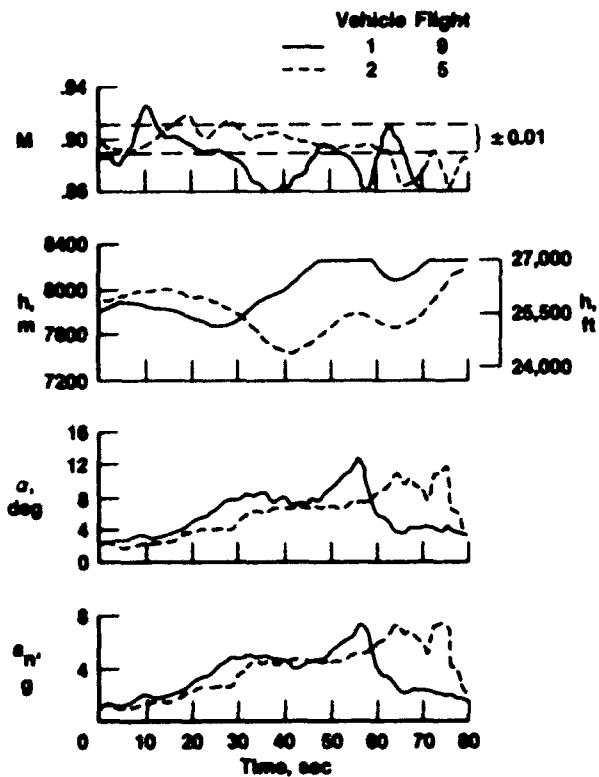 Vehicle Flight
1 9
2 5
.94
M .90 ± 0.01
.86
8400
8000 27,000
h, m 7600 25,500 h, ft
7200 24,000
16
12
α, deg 8
4
0
8
an, g 4
0 10 20 30 40 50 60 70 80
Time, sec